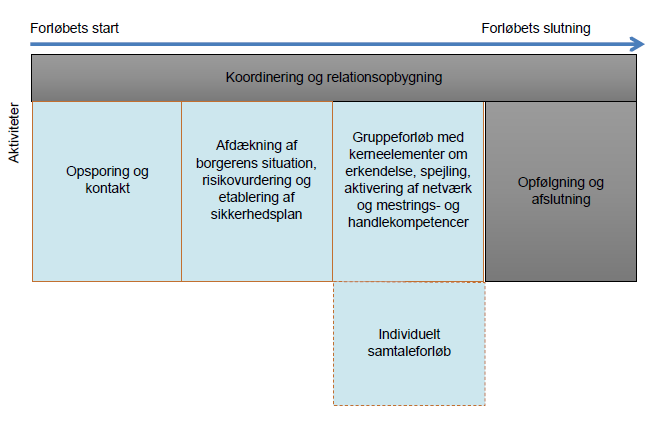 Forløbets start
Forløbets slutning
Aktiviteter
Koordinering og relationsopbygning
Opsporing og
kontakt
Afdækning af
borgerens situation,
risikovurdering og
etablering af
sikkerhedsplan
Gruppeforløb med
kerneelementer om
erkendelse, spejling,
aktivering af netværk
og mestrings- og
handlekompetencer
Opfølgning og
afslutning
Individuelt
samtaleforløb